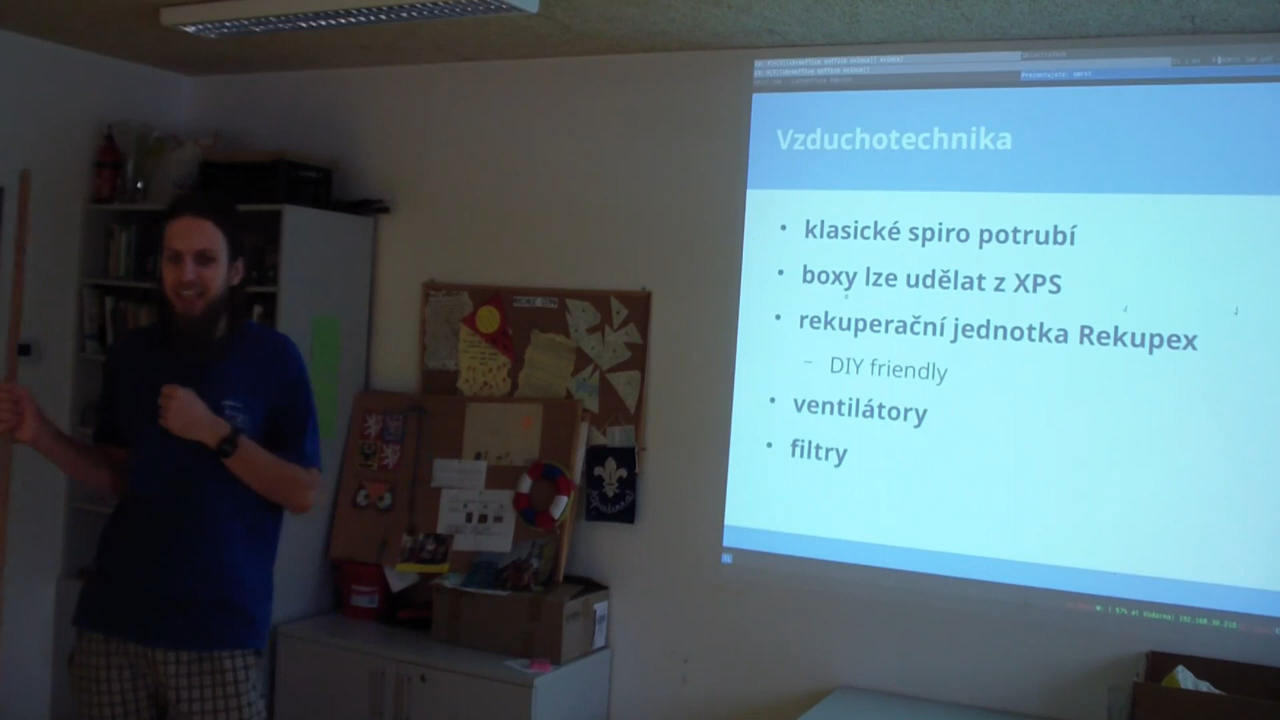 Vzduchotechnika
klasické spiro potrubí
boxy lze udělat z XPS
rekuperační jednotka Rekupex
DIY friendly
ventilátory
filtry